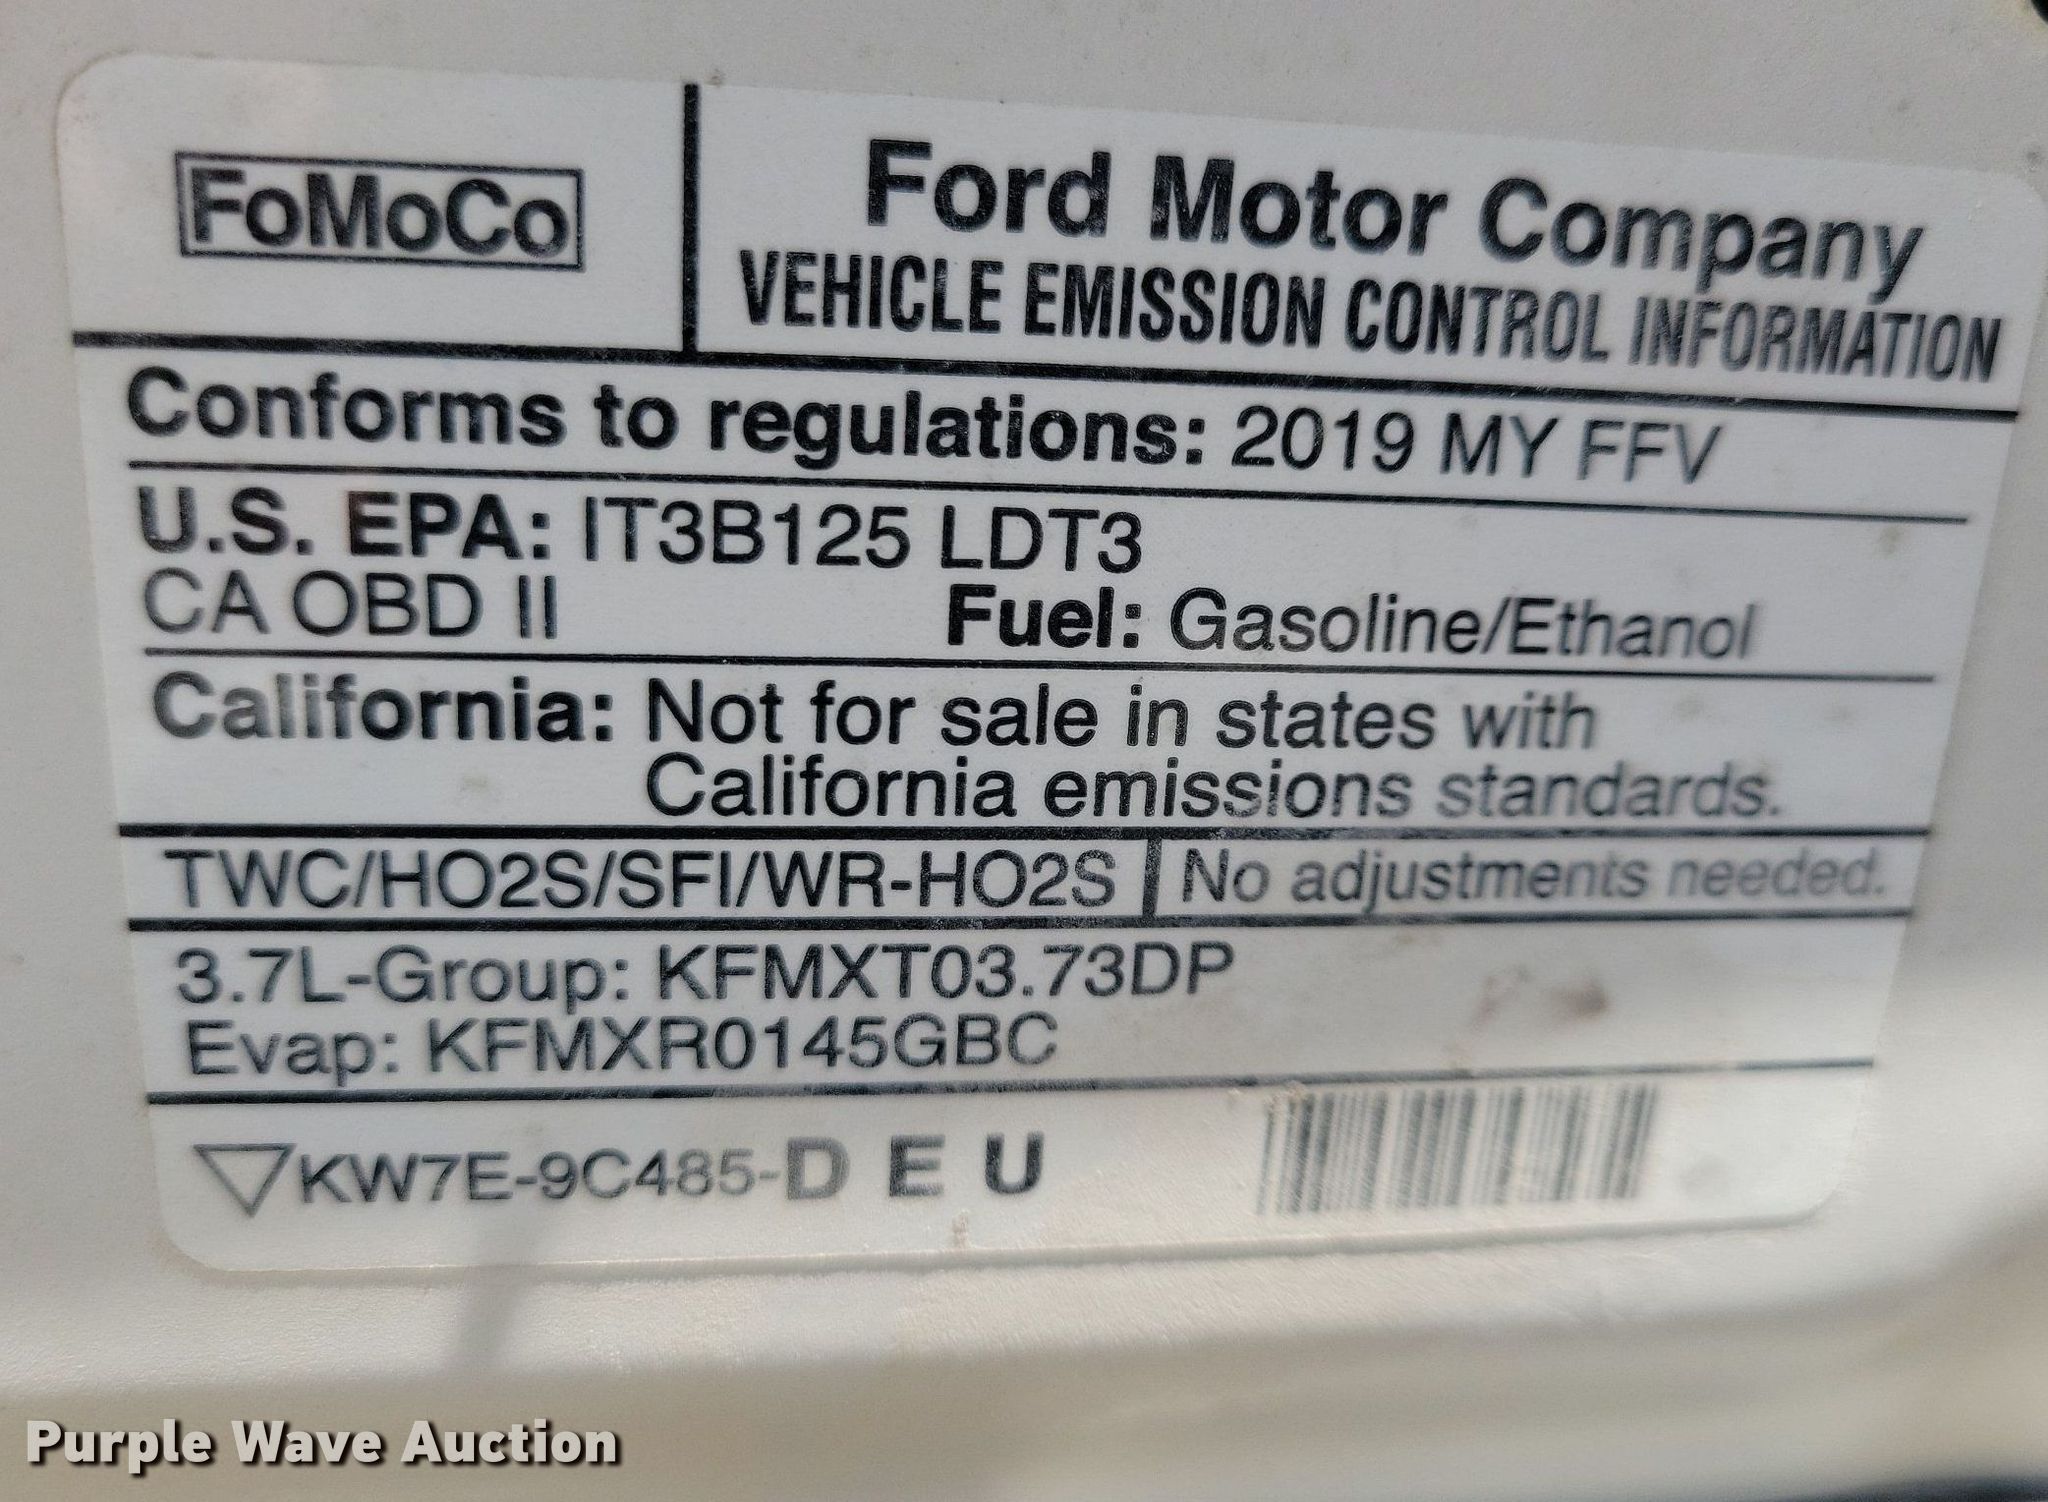 FoMoCo
Ford Motor Company
VEHICLE EMISSION CONTROL INFORMATION
Conforms to regulations: 2019 MY FFV
U.S. EPA: IT3B125 LDT3
CA OBD II Fuel: Gasoline/Ethanol
California: Not for sale in states with
California emissions standards.
TWC/HO2S/SFI/WR-HO2S No adjustments needed.
3.7L-Group: KFMXT03.73DP
Evap: KFMXR0145GBC
KW7E-9C485-D E U
Purple Wave Auction